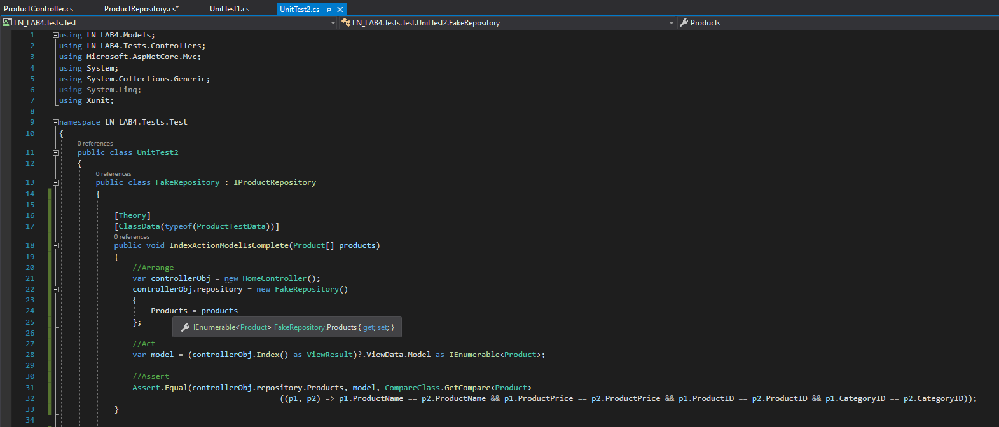 ProductController.cs ProductRepository.cs* UnitTest1.cs UnitTest2.cs
LN_LAB4.Tests.Test LN_LAB4.Tests.Test.UnitTest2.FakeRepository Products
1 using LN_LAB4.Models;
2 using LN_LAB4.Tests.Controllers;
3 using Microsoft.AspNetCore.Mvc;
4 using System;
5 using System.Collections.Generic;
6 using System.Linq;
7 using Xunit;
8
9 namespace LN_LAB4.Tests.Test
10 {
0 references
11 public class UnitTest2
12 {
0 references
13 public class FakeRepository : IProductRepository
14 {
15
16 [Theory]
17 [ClassData(typeof(ProductTestData))]
0 references
18 public void IndexActionModelIsComplete(Product[] products)
19 {
20 //Arrange
21 var controllerObj = new HomeController();
22 controllerObj.repository = new FakeRepository()
23 {
24 Products = products
25 };
IEnumerable<Product> FakeRepository.Products { get; set; }
26
27 //Act
28 var model = (controllerObj.Index() as ViewResult)?.ViewData.Model as IEnumerable<Product>;
29
30 //Assert
31 Assert.Equal(controllerObj.repository.Products, model, CompareClass.GetCompare<Product>
32 ((p1, p2) => p1.ProductName == p2.ProductName && p1.ProductPrice == p2.ProductPrice && p1.ProductID == p2.ProductID && p1.CategoryID == p2.CategoryID));
33 }
34